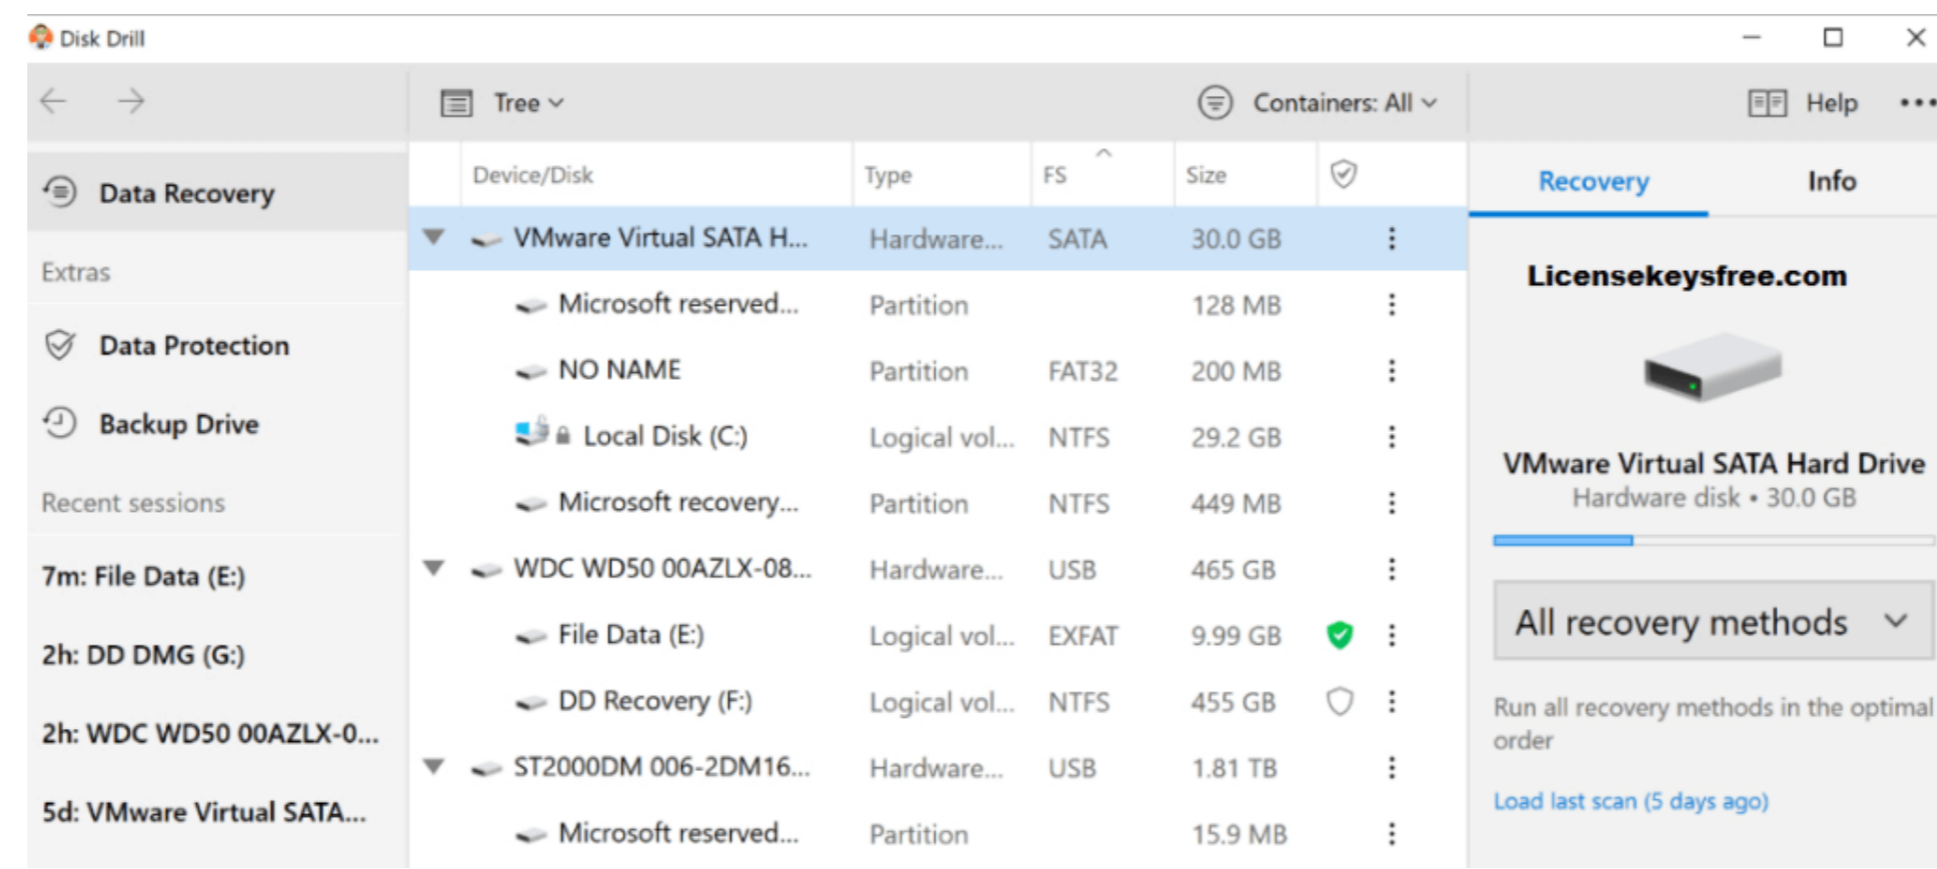 Disk Drill
Tree
Containers: All
Help
Data Recovery
Extras
Data Protection
Backup Drive
Recent sessions
7m: File Data (E:)
2h: DD DMG (G:)
2h: WDC WD50 00AZLX-0...
5d: VMware Virtual SATA...
Device/Disk Type FS Size
VMware Virtual SATA H... Hardware... SATA 30.0 GB
Microsoft reserved... Partition 128 MB
NO NAME Partition FAT32 200 MB
Local Disk (C:) Logical vol... NTFS 29.2 GB
Microsoft recovery... Partition NTFS 449 MB
WDC WD50 00AZLX-08... Hardware... USB 465 GB
File Data (E:) Logical vol... EXFAT 9.99 GB
DD Recovery (F:) Logical vol... NTFS 455 GB
ST2000DM 006-2DM16... Hardware... USB 1.81 TB
Microsoft reserved... Partition 15.9 MB
Recovery Info
Licensekeysfree.com
VMware Virtual SATA Hard Drive
Hardware disk • 30.0 GB
All recovery methods
Run all recovery methods in the optimal
order
Load last scan (5 days ago)